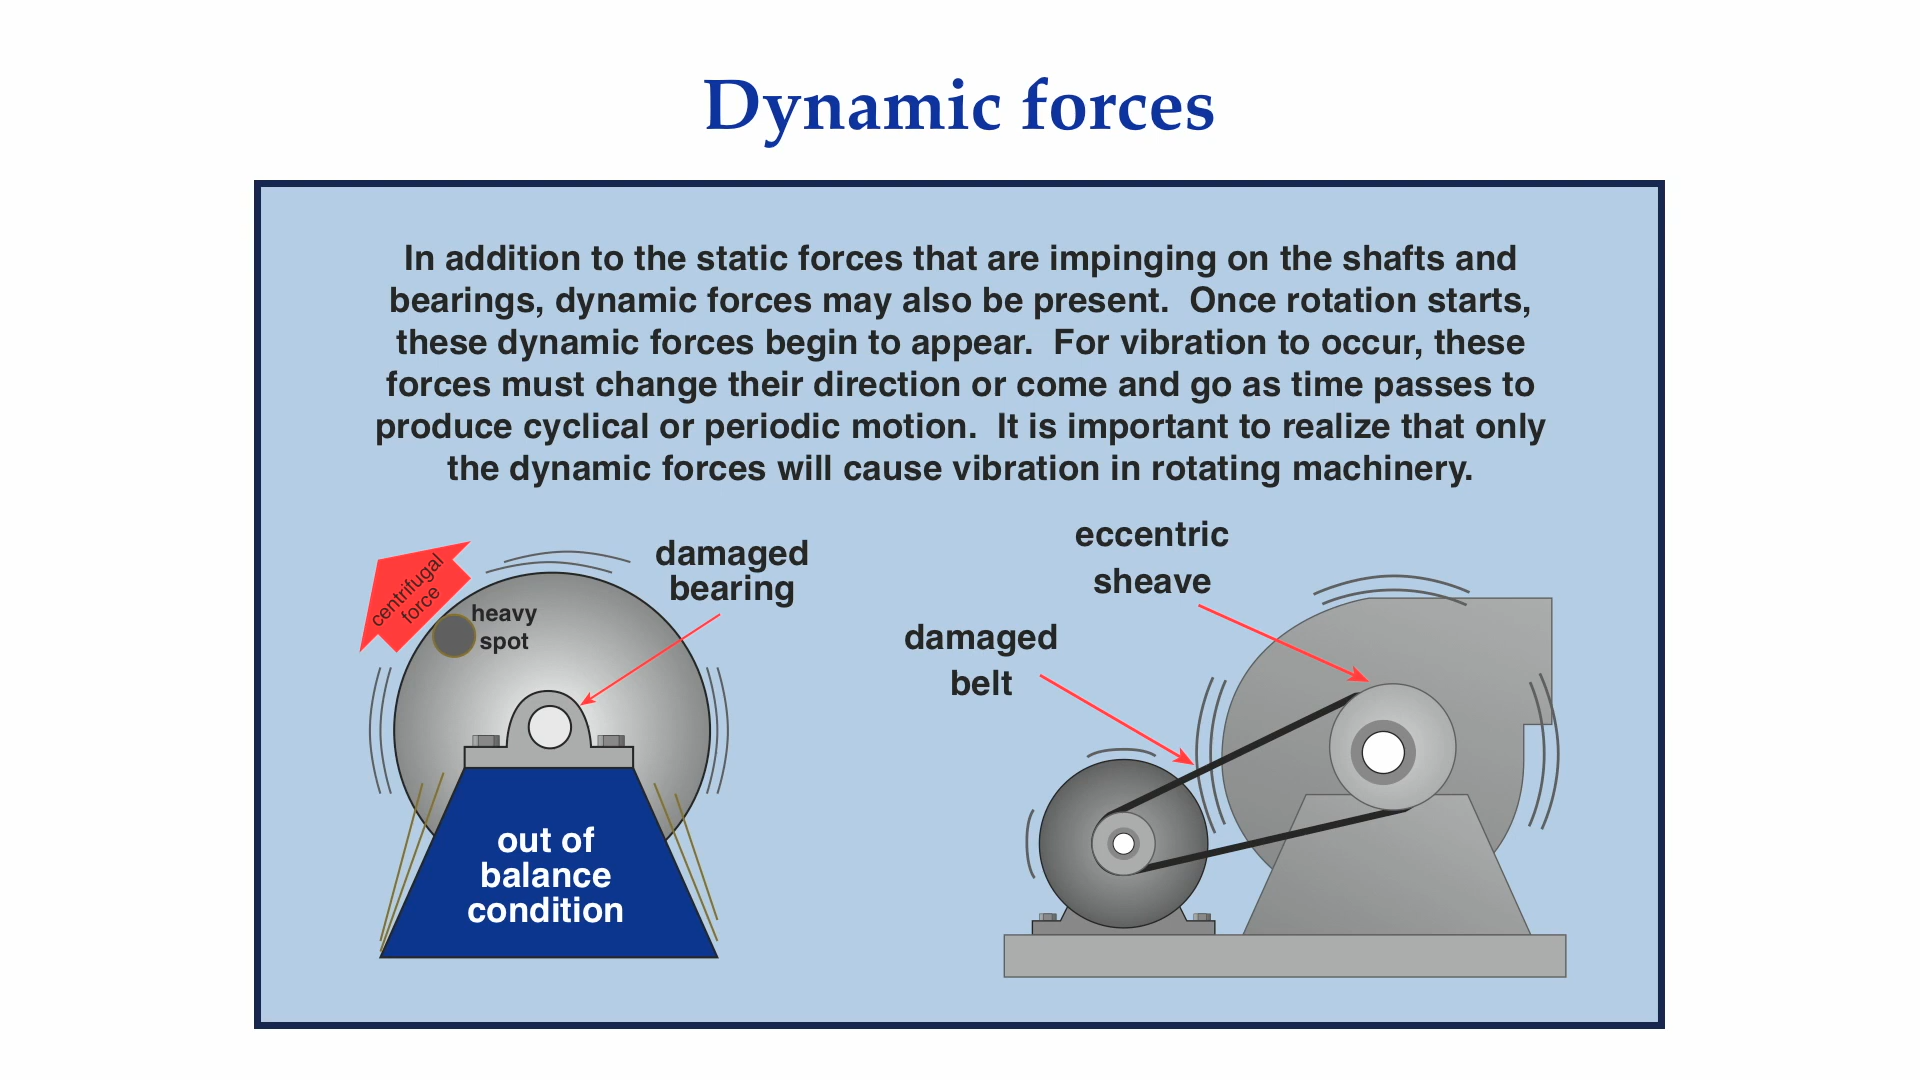 Dynamic forces
In addition to the static forces that are impinging on the shafts and
bearings, dynamic forces may also be present.  Once rotation starts,
these dynamic forces begin to appear.  For vibration to occur, these
forces must change their direction or come and go as time passes to
produce cyclical or periodic motion.  It is important to realize that only
the dynamic forces will cause vibration in rotating machinery.
centrifugal
force
heavy
spot
damaged
bearing
out of
balance
condition
eccentric
sheave
damaged
belt